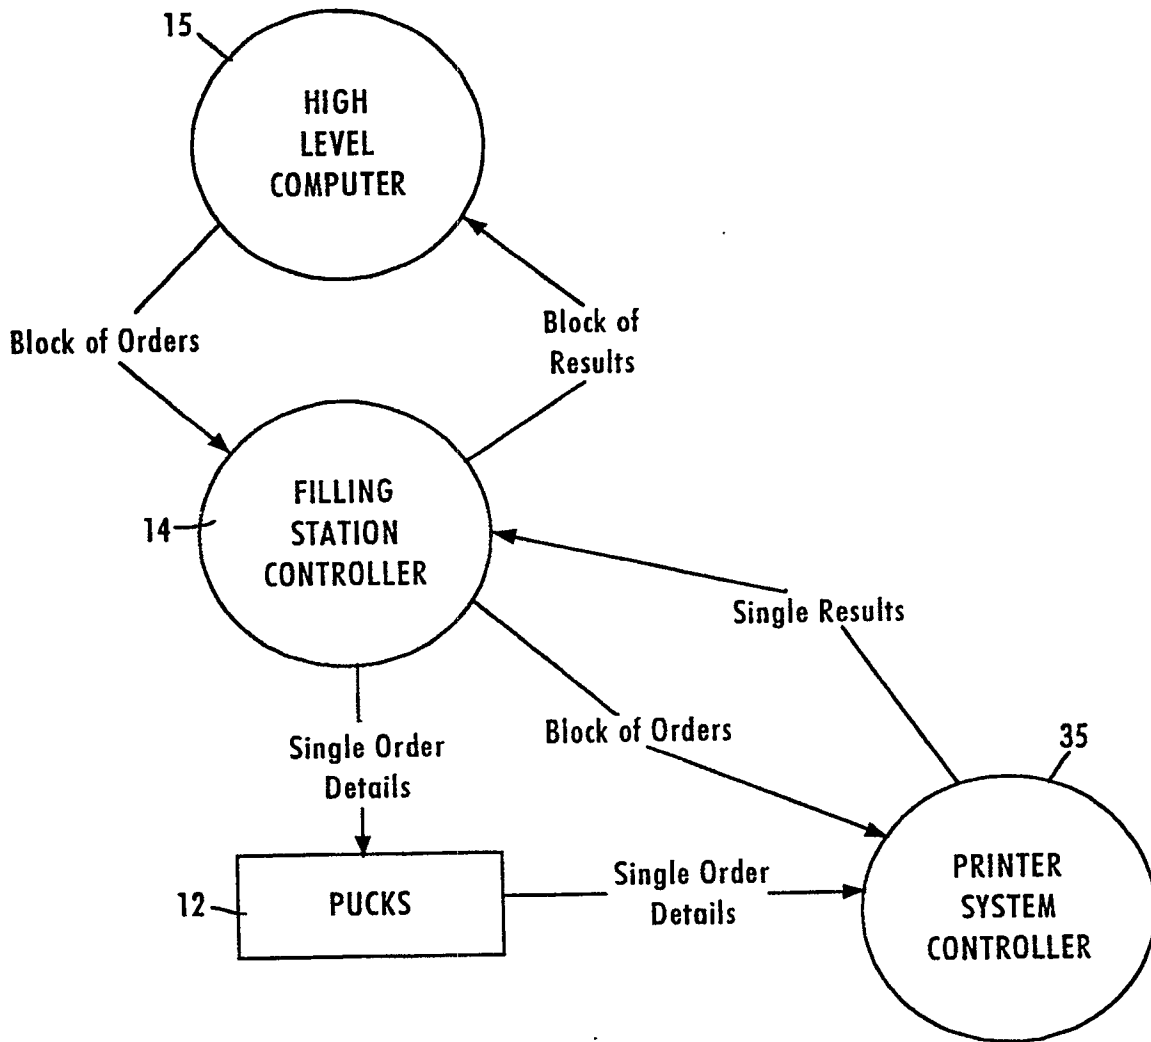 15
HIGH
LEVEL
COMPUTER
Block of Orders
Block of
Results
14
FILLING
STATION
CONTROLLER
Single Results
Single Order
Details
Block of Orders
35
12
PUCKS
Single Order
Details
PRINTER
SYSTEM
CONTROLLER